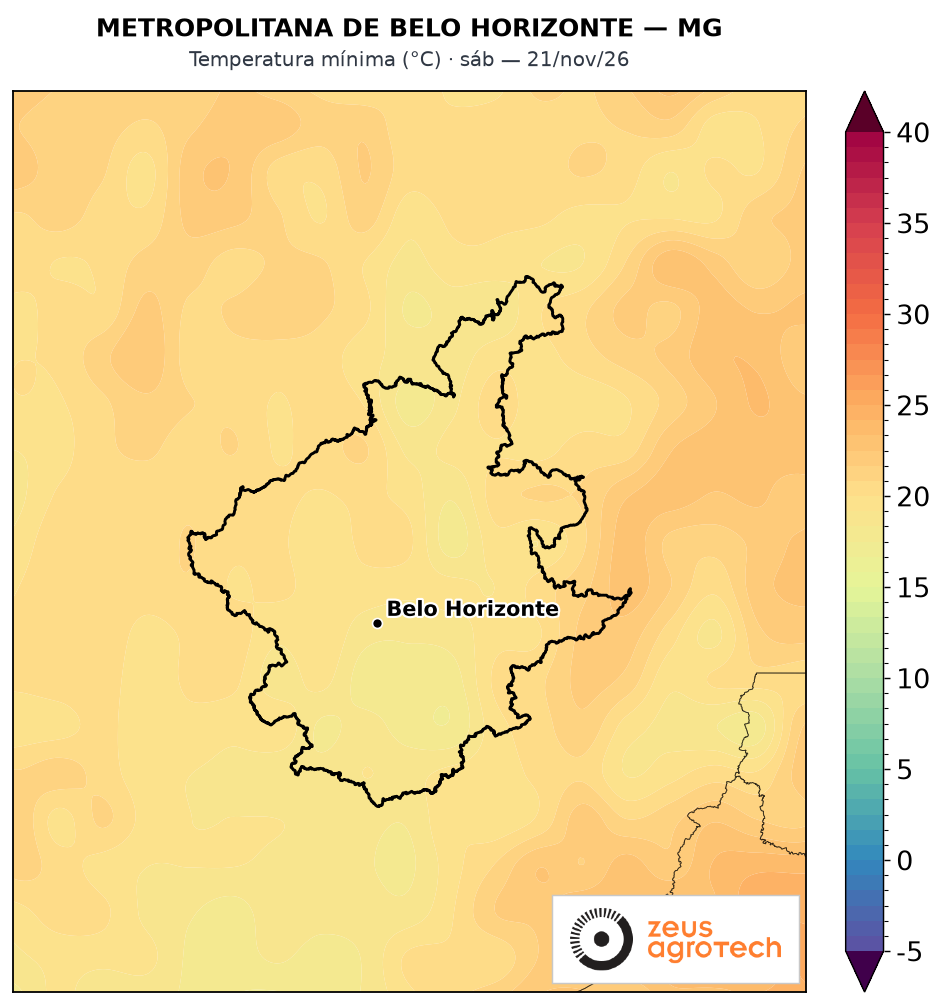 METROPOLITANA DE BELO HORIZONTE — MG
Temperatura mínima (°C) · sáb — 21/nov/26
40
35
30
25
20
15
10
5
0
-5
Belo Horizonte
zeus
agrotech